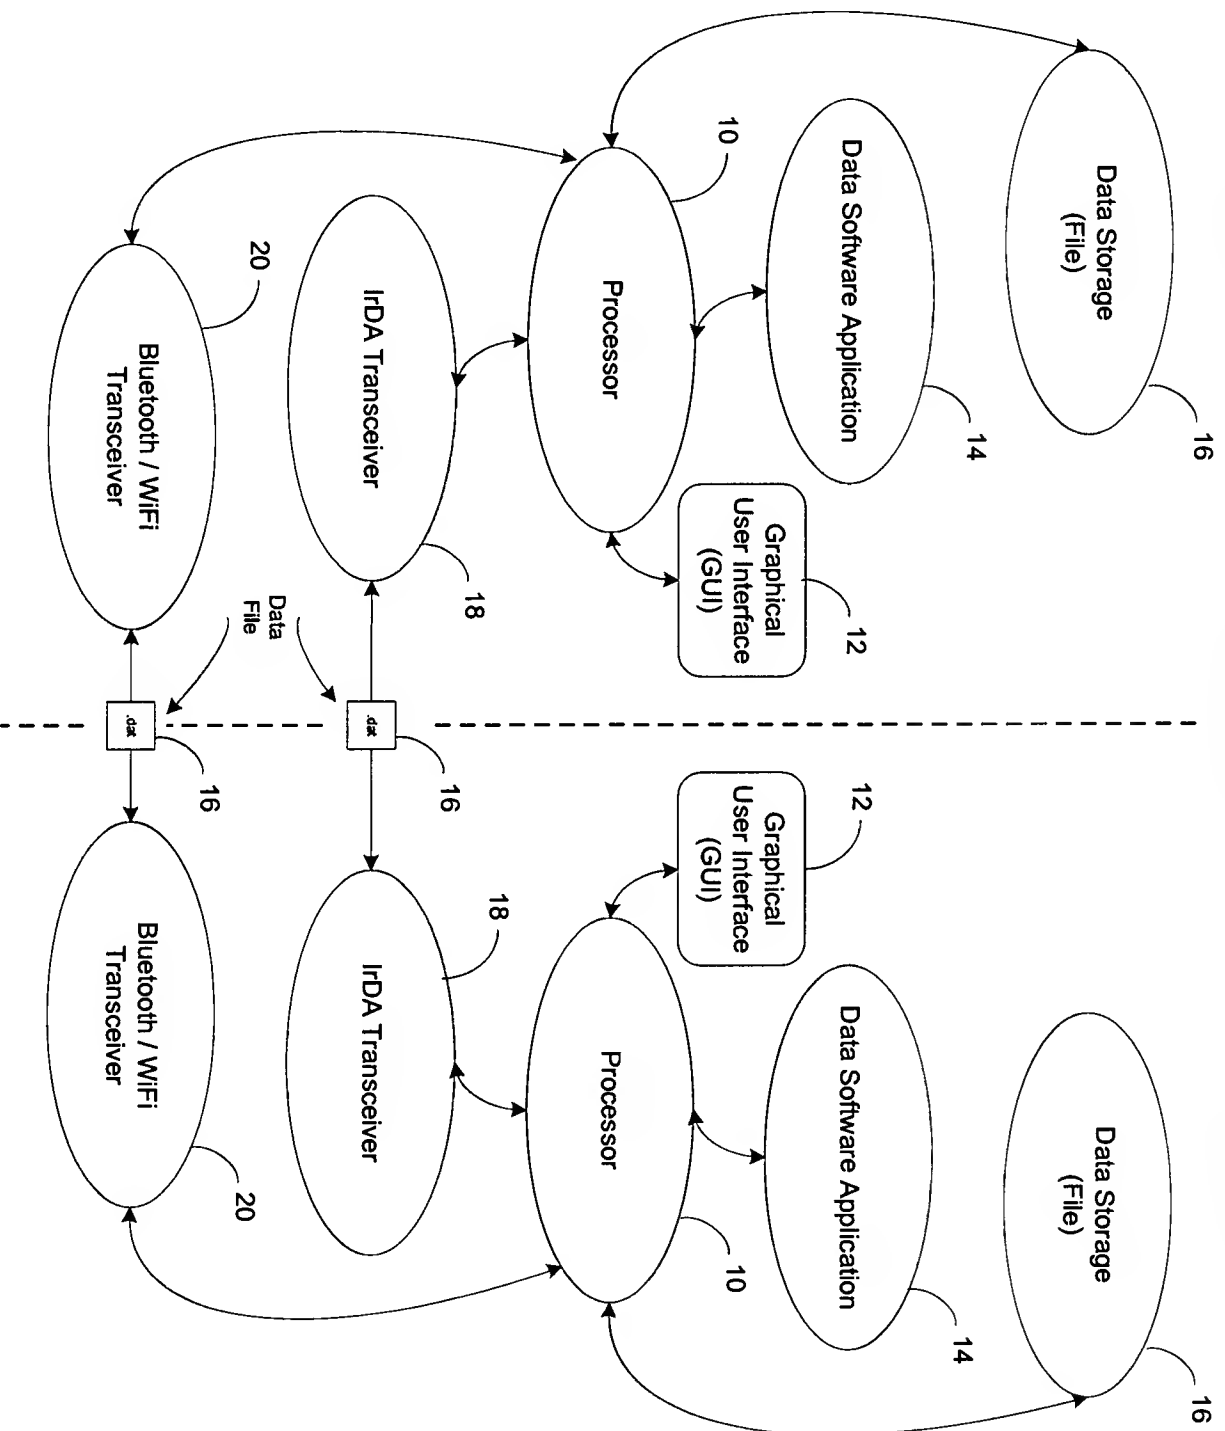 Data Storage
(File)
16
Data Software Application
14
10
Processor
Graphical
User Interface
(GUI)
12
IrDA Transceiver
18
20
Bluetooth / WiFi
Transceiver
Data
File
.dat
16
.dat
16
Data Storage
(File)
16
Data Software Application
14
12
Graphical
User Interface
(GUI)
Processor
10
18
IrDA Transceiver
Bluetooth / WiFi
Transceiver
20